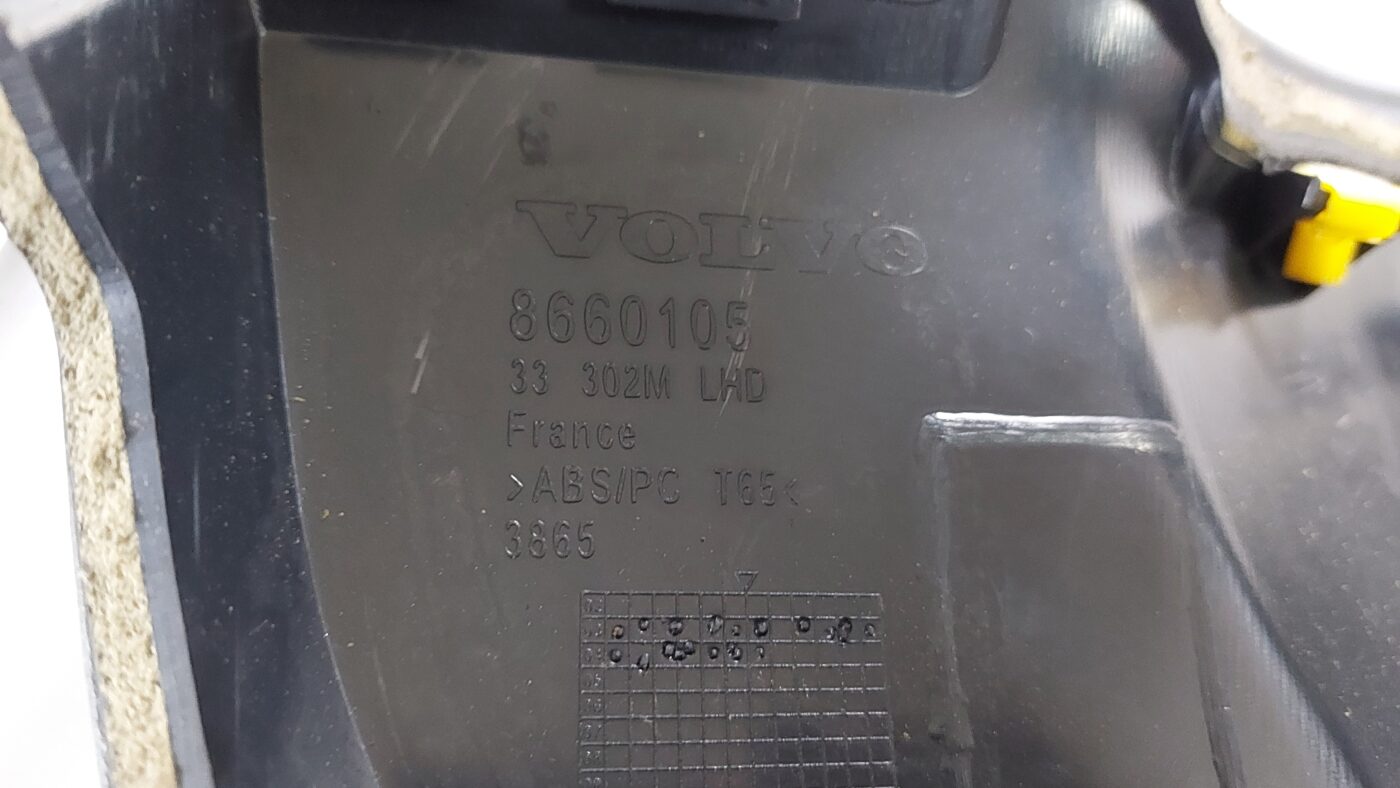 VOLVO
8660105
33 302M LHD
France
>ABS/PC T65<
3865